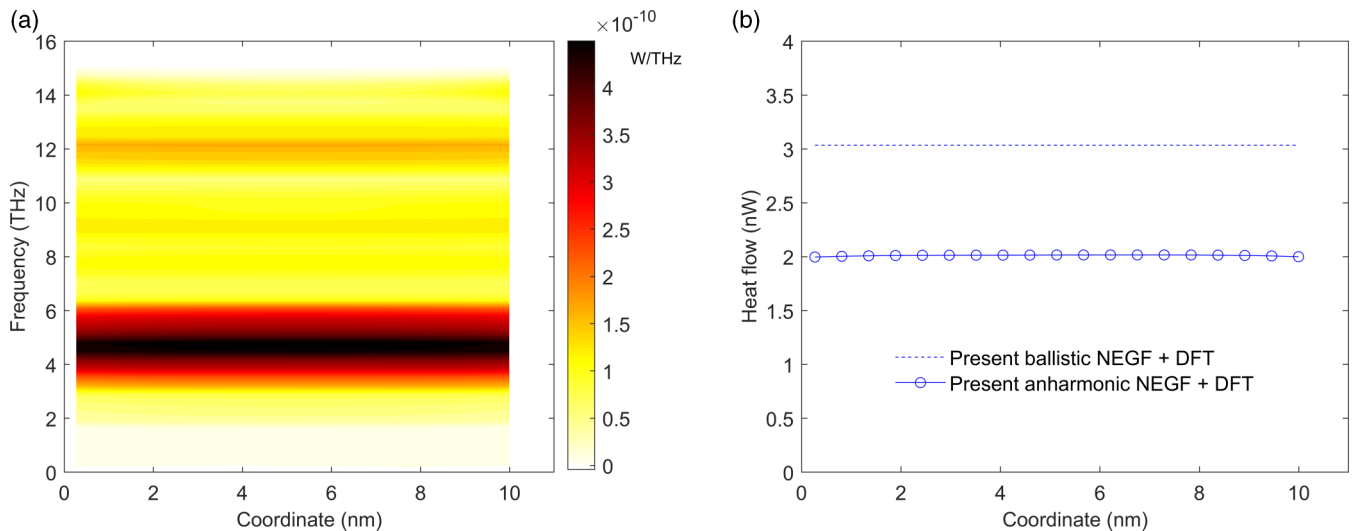 (a)
×10⁻¹⁰
W/THz
16
14
12
10
8
6
4
2
0
Frequency (THz)
0 2 4 6 8 10
Coordinate (nm)
4
3.5
3
2.5
2
1.5
1
0.5
0
(b)
4
3.5
3
2.5
2
1.5
1
0.5
0
Heat flow (nW)
Present ballistic NEGF + DFT
Present anharmonic NEGF + DFT
0 2 4 6 8 10
Coordinate (nm)